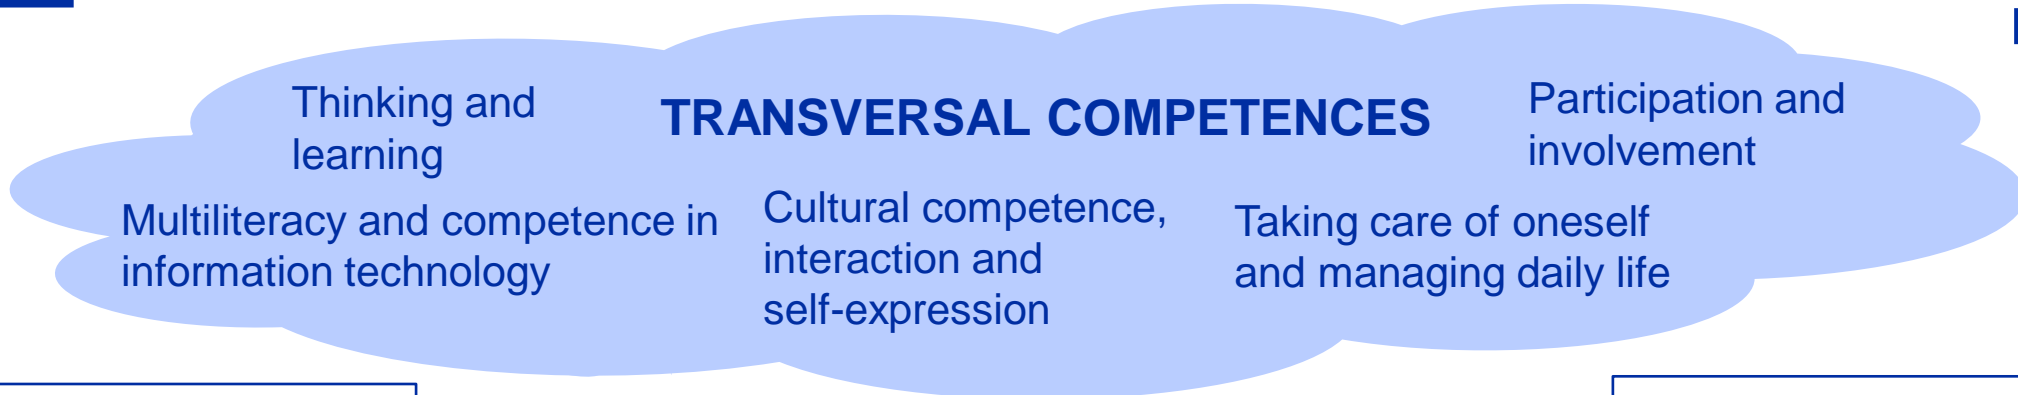 TRANSVERSAL COMPETENCES
Thinking and
learning
Participation and
involvement
Multiliteracy and competence in
information technology
Cultural competence,
interaction and
self-expression
Taking care of oneself
and managing daily life